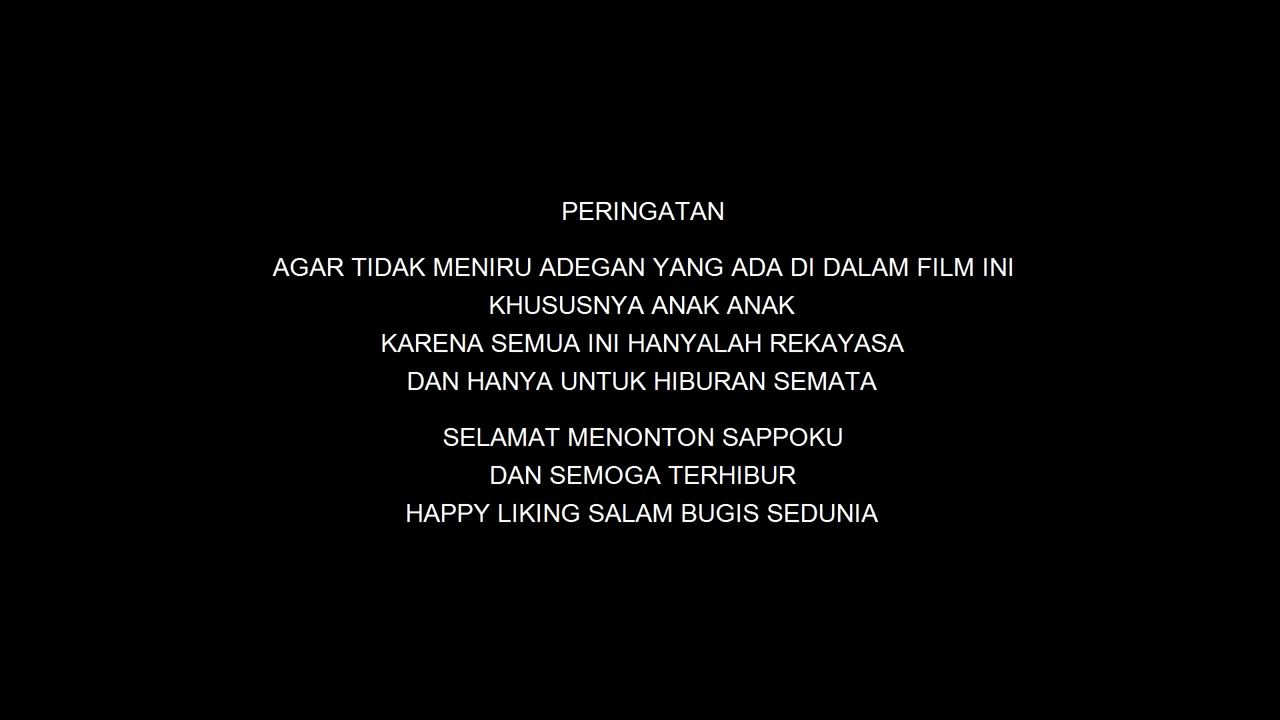 PERINGATAN
AGAR TIDAK MENIRU ADEGAN YANG ADA DI DALAM FILM INI
KHUSUSNYA ANAK ANAK
KARENA SEMUA INI HANYALAH REKAYASA
DAN HANYA UNTUK HIBURAN SEMATA
SELAMAT MENONTON SAPPOKU
DAN SEMOGA TERHIBUR
HAPPY LIKING SALAM BUGIS SEDUNIA